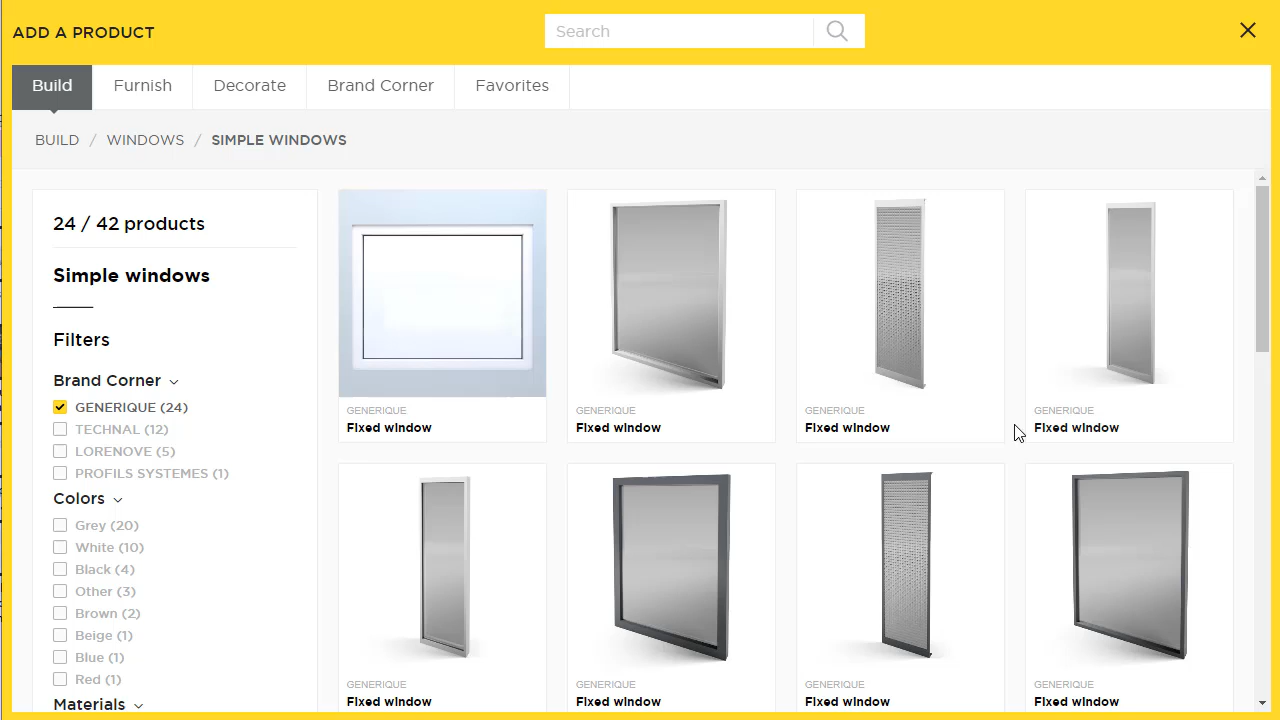 ADD A PRODUCT
Search
Build
Furnish
Decorate
Brand Corner
Favorites
BUILD / WINDOWS / SIMPLE WINDOWS
24 / 42 products
Simple windows
Filters
Brand Corner
GENERIQUE (24)
TECHNAL (12)
LORENOVE (5)
PROFILS SYSTEMES (1)
Colors
Grey (20)
White (10)
Black (4)
Other (3)
Brown (2)
Beige (1)
Blue (1)
Red (1)
Materials
GENERIQUE
Fixed window
GENERIQUE
Fixed window
GENERIQUE
Fixed window
GENERIQUE
Fixed window
GENERIQUE
Fixed window
GENERIQUE
Fixed window
GENERIQUE
Fixed window
GENERIQUE
Fixed window